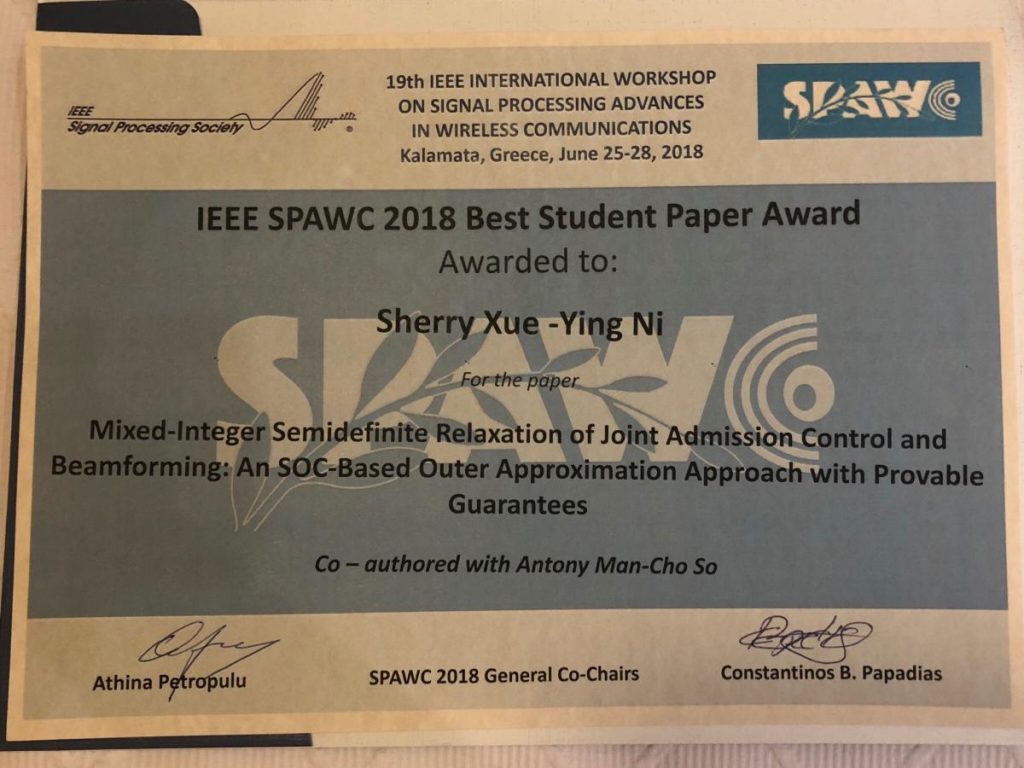 IEEE
Signal Processing Society
®
19th IEEE INTERNATIONAL WORKSHOP
ON SIGNAL PROCESSING ADVANCES
IN WIRELESS COMMUNICATIONS
Kalamata, Greece, June 25-28, 2018
SPAWC
IEEE SPAWC 2018 Best Student Paper Award
Awarded to:
Sherry Xue -Ying Ni
SPAWC
For the paper
Mixed-Integer Semidefinite Relaxation of Joint Admission Control and
Beamforming: An SOC-Based Outer Approximation Approach with Provable
Guarantees
Co – authored with Antony Man-Cho So
Athina Petropulu
SPAWC 2018 General Co-Chairs
Constantinos B. Papadias